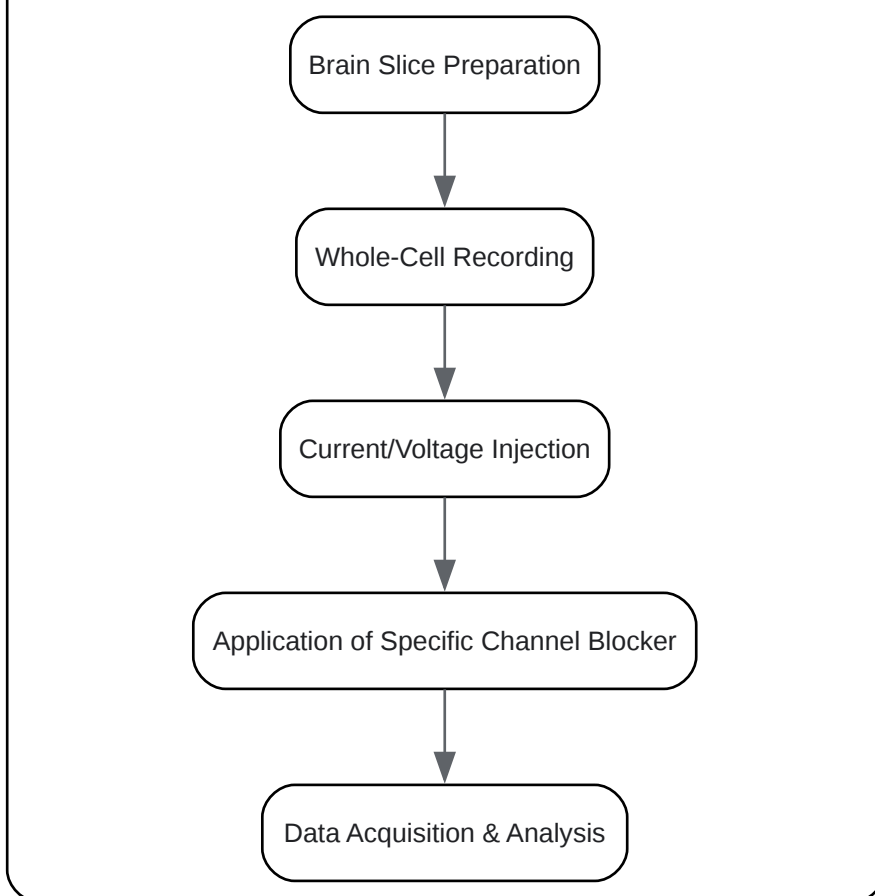 Brain Slice Preparation
Whole-Cell Recording
Current/Voltage Injection
Application of Specific Channel Blocker
Data Acquisition & Analysis